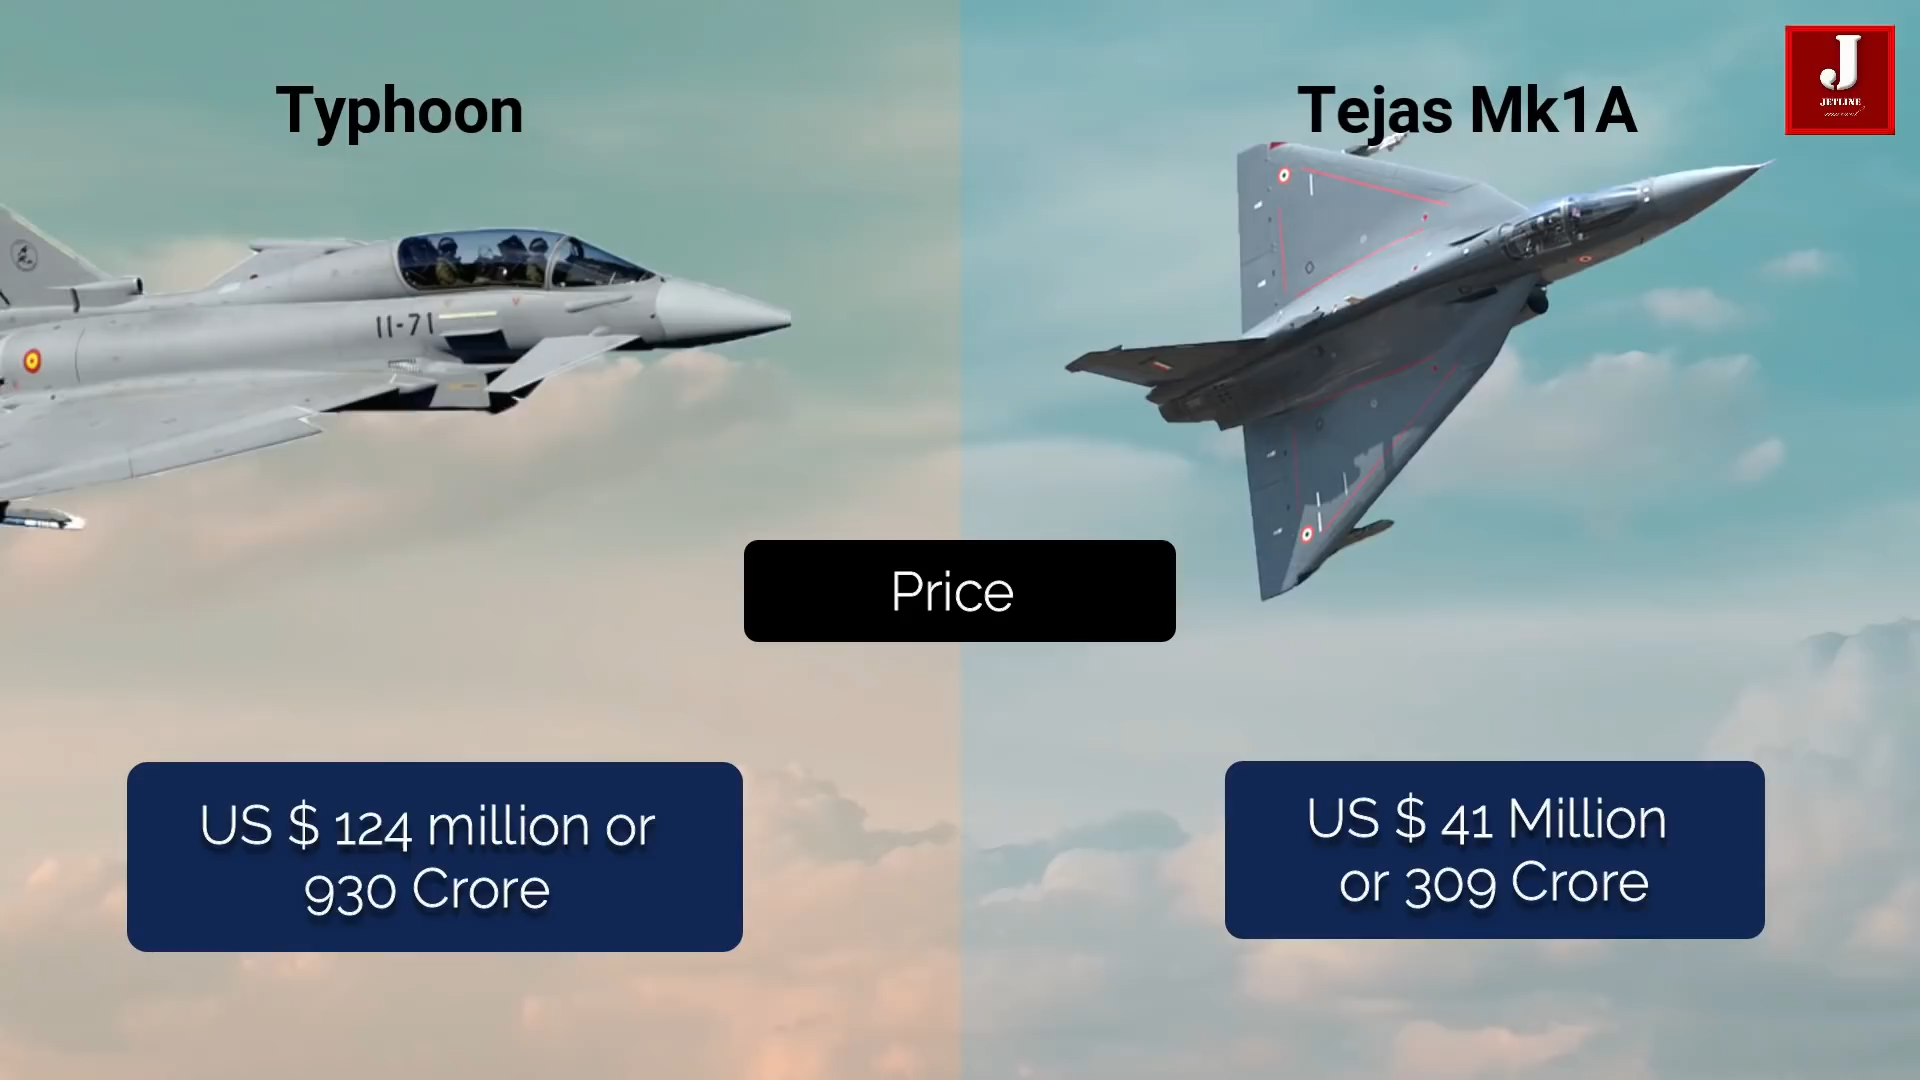 Typhoon
Tejas Mk1A
J
JETLINE
11-71
Price
US $ 124 million or
930 Crore
US $ 41 Million
or 309 Crore